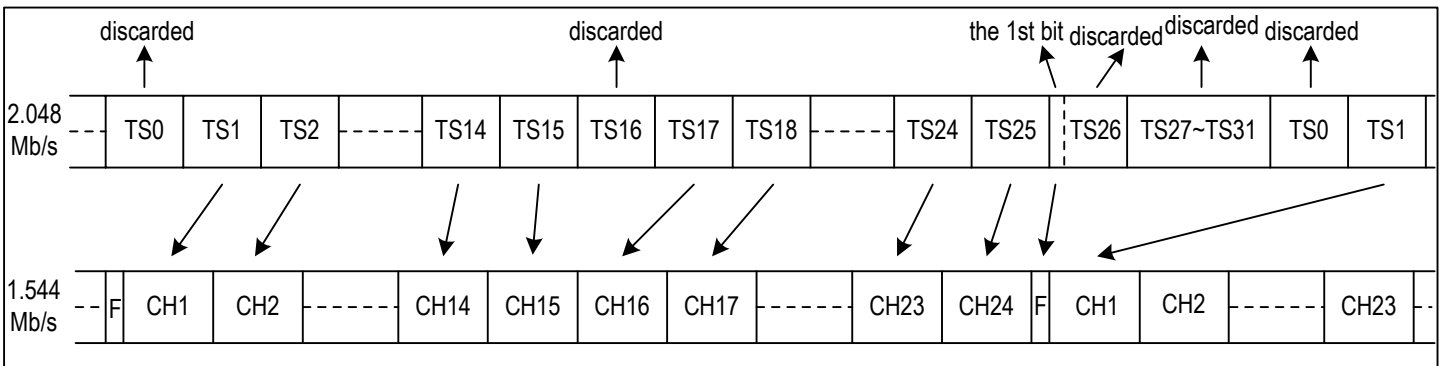 discarded discarded the 1st bit discarded discarded discarded
2.048 Mb/s
TS0 TS1 TS2 TS14 TS15 TS16 TS17 TS18 TS24 TS25 TS26 TS27~TS31 TS0 TS1
1.544 Mb/s
F CH1 CH2 CH14 CH15 CH16 CH17 CH23 CH24 F CH1 CH2 CH23